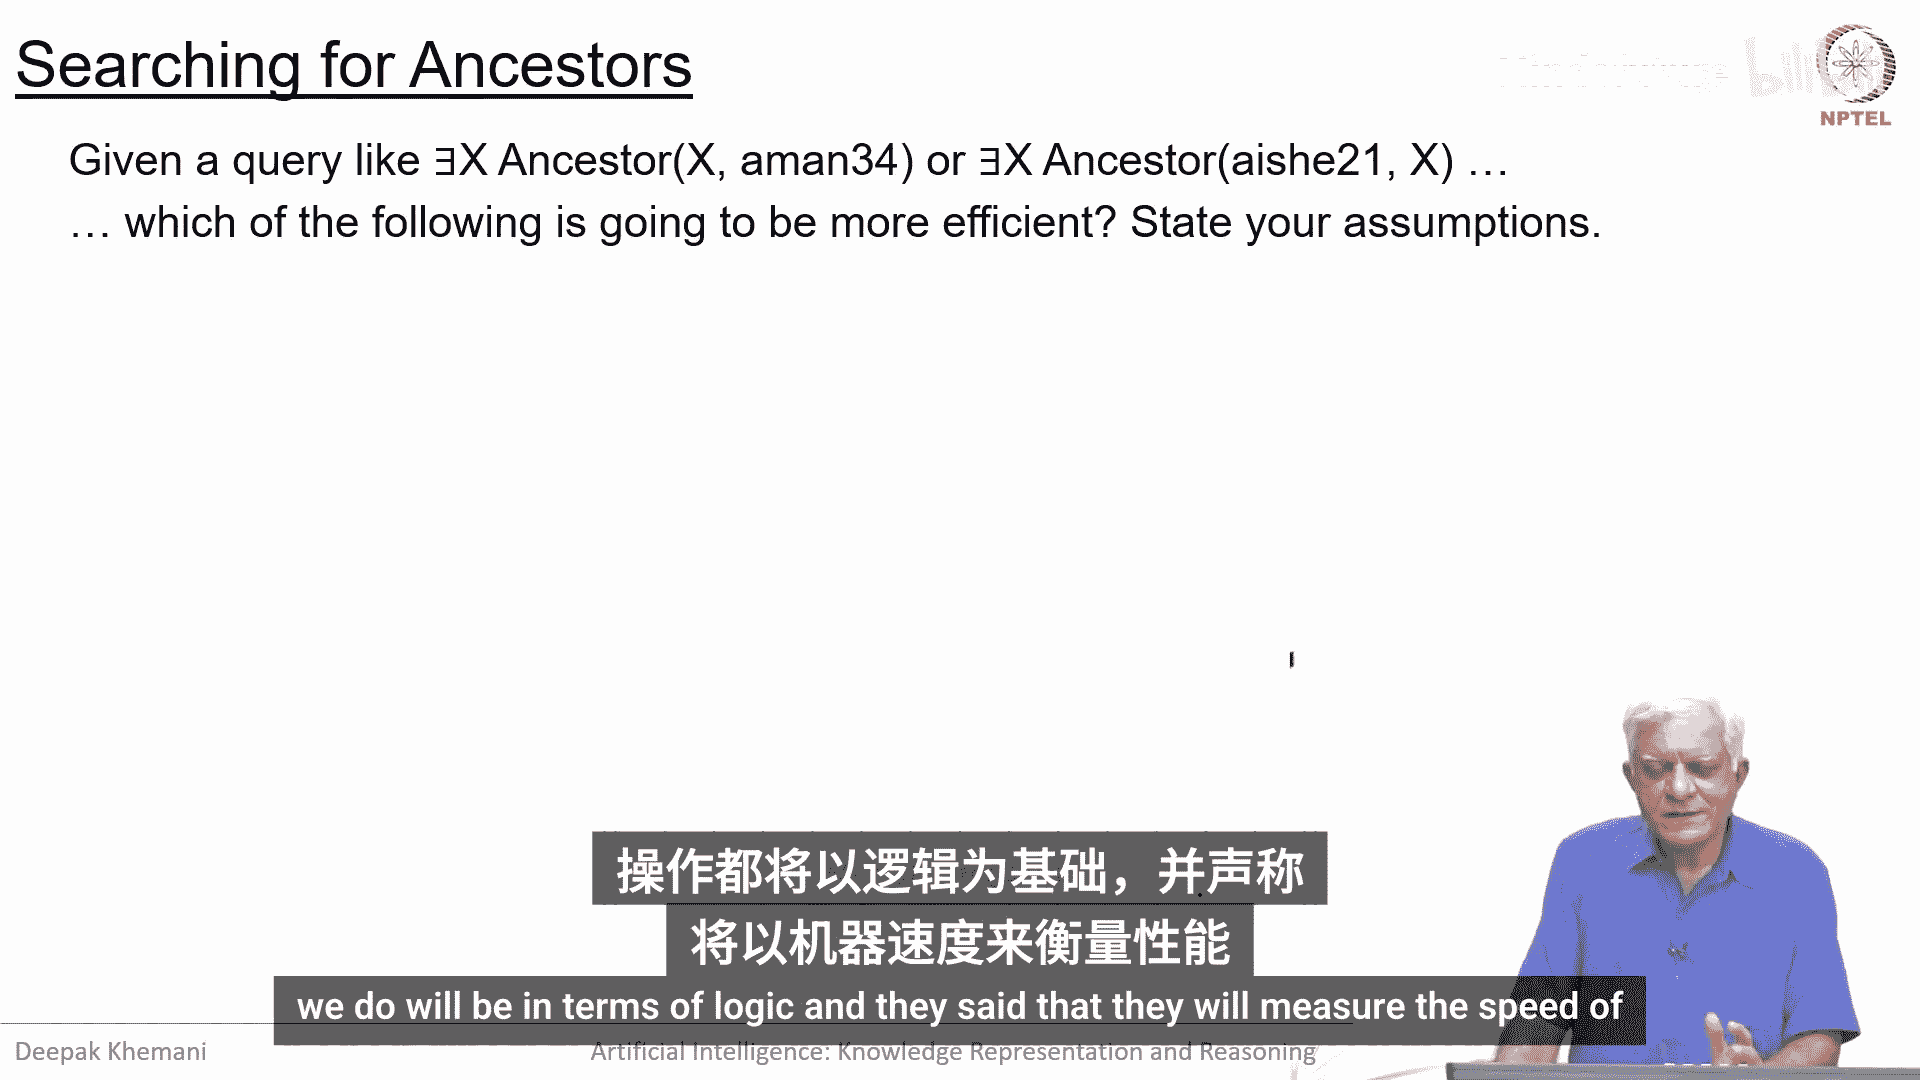 Searching for Ancestors
NPTEL
Given a query like ∃X Ancestor(X, aman34) or ∃X Ancestor(aishe21, X) …
… which of the following is going to be more efficient? State your assumptions.
操作都将以逻辑为基础，并声称
将以机器速度来衡量性能
we do will be in terms of logic and they said that they will measure the speed of
Deepak Khemani
Artificial Intelligence: Knowledge Representation and Reasoning